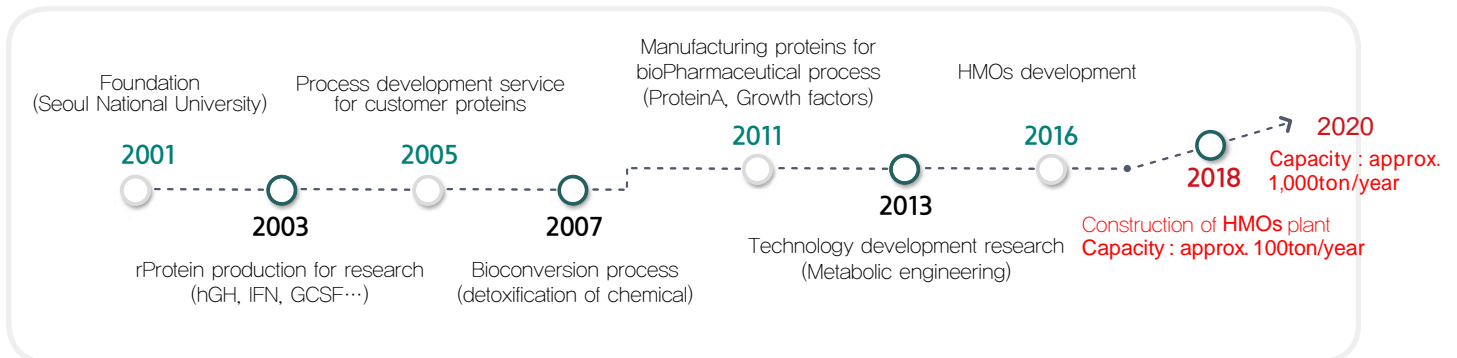 Foundation
(Seoul National University)
2001
2003
rProtein production for research
(hGH, IFN, GCSF…)
Process development service
for customer proteins
2005
2007
Bioconversion process
(detoxification of chemical)
Manufacturing proteins for
bioPharmaceutical process
(ProteinA, Growth factors)
2011
2013
Technology development research
(Metabolic engineering)
HMOs development
2016
2018
Construction of HMOs plant
Capacity : approx. 100ton/year
2020
Capacity : approx.
1,000ton/year